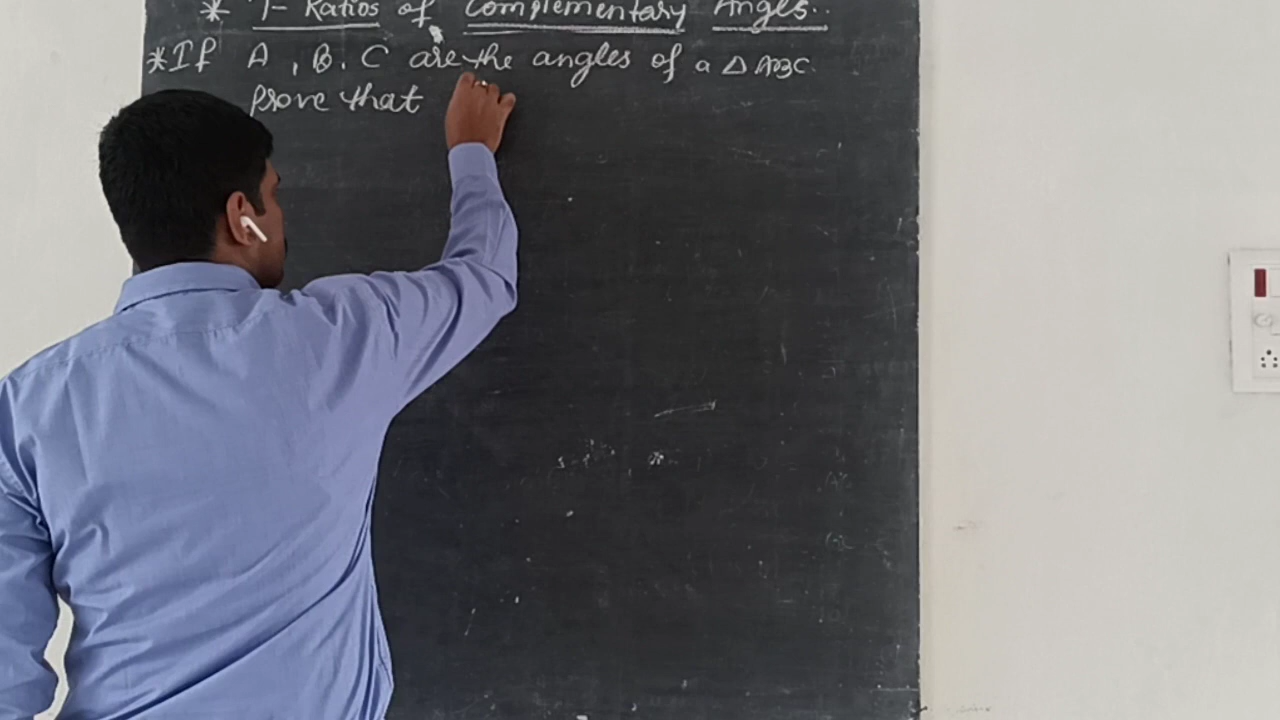 * T- Ratios of Complementary Angles.
*If A, B, C are the angles of a △ ABC
Prove that